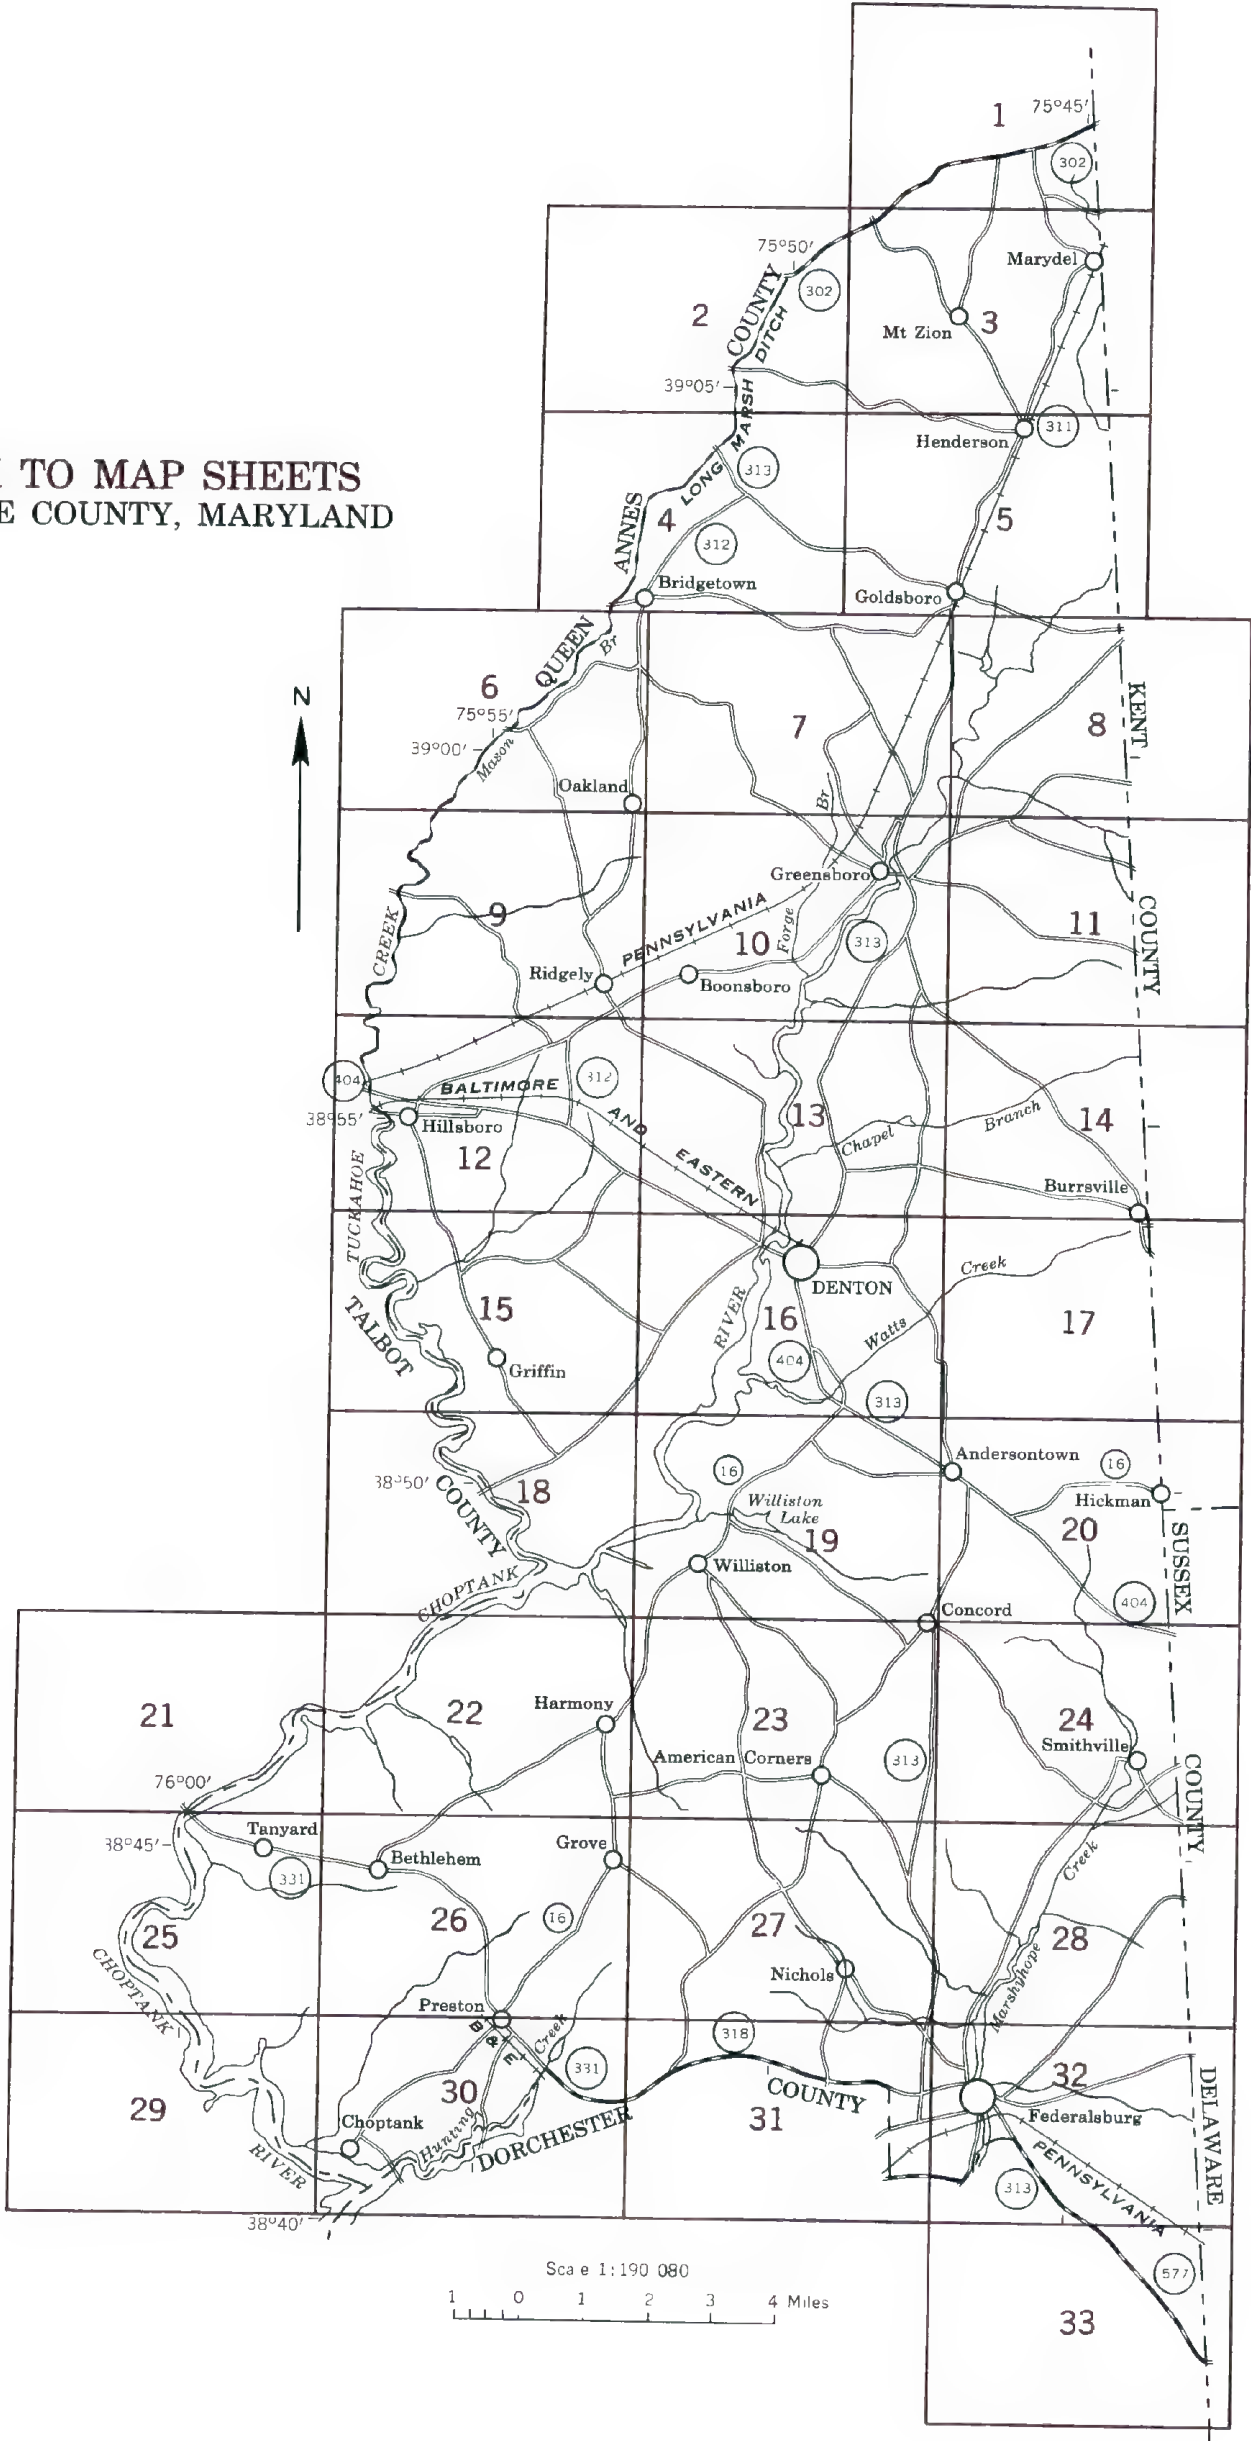 1
75°45'
302
75°50'
Marydel
302
2
COUNTY
DITCH
Mt Zion
3
39°05'
MARSH
Henderson
311
TO MAP SHEETS
COUNTY, MARYLAND
313
LONG
ANNES
4
5
312
Bridgetown
Goldsboro
QUEEN
Br
6
N
75°55'
39°00'
Mason
7
8
KENT
Oakland
Br
Greensboro
CREEK
9
PENNSYLVANIA
10
Forge
313
11
COUNTY
Ridgely
Boonsboro
404
BALTIMORE
312
38°55'
Hillsboro
AND
13
Chapel
Branch
14
12
EASTERN
Burrsville
TUCKAHOE
Creek
DENTON
TALBOT
15
RIVER
16
Watts
17
Griffin
404
313
Andersontown
16
16
38°50'
COUNTY
18
Williston
Lake
Hickman
19
20
SUSSEX
Williston
CHOPTANK
404
Concord
21
22
Harmony
23
24
American Corners
313
Smithville
76°00'
COUNTY
38°45'
Tanyard
Grove
Bethlehem
331
Creek
25
26
16
27
28
CHOPTANK
Nichols
Marshyhope
Preston
B & E
Creek
318
331
32
29
30
COUNTY
31
DELAWARE
Choptank
Hunting
DORCHESTER
Federalsburg
RIVER
PENNSYLVANIA
313
38°40'
577
Sca e 1:190 080
1 0 1 2 3 4 Miles
33